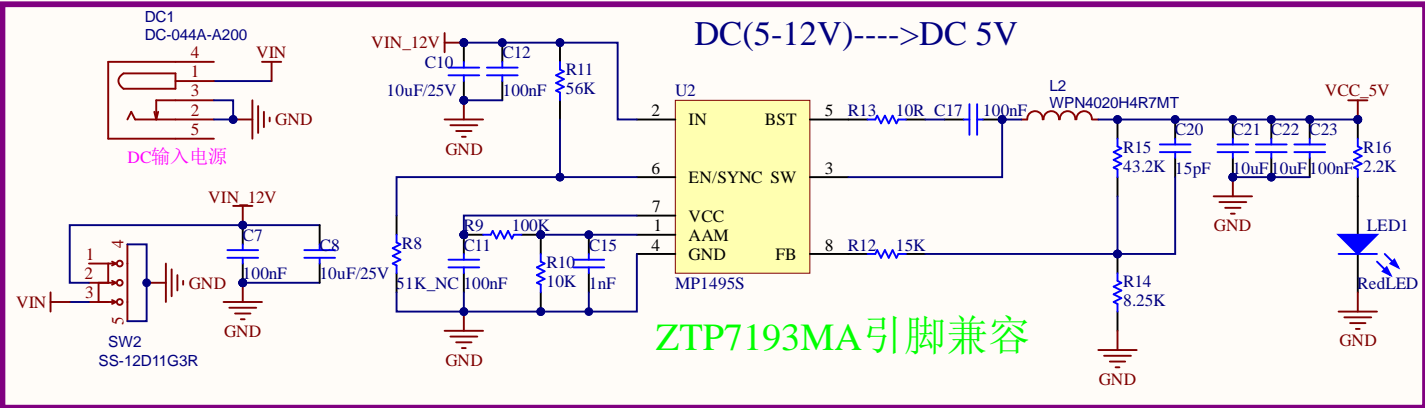 DC1
DC-044A-A200
4
1
3
2
5
VIN
GND
DC输入电源
VIN_12V
C7
100nF
C8
10uF/25V
GND
1
2
3
4
5
GND
VIN
SW2
SS-12D11G3R
DC(5-12V)---->DC 5V
VIN_12V
C10
10uF/25V
C12
100nF
GND
R11
56K
R8
51K_NC
R9
100K
C11
100nF
R10
10K
C15
1nF
GND
U2
2
IN
6
EN/SYNC
7
VCC
1
AAM
4
GND
BST
5
SW
3
FB
8
MP1495S
R13
10R
C17
100nF
L2
WPN4020H4R7MT
R12
15K
R15
43.2K
C20
15pF
R14
8.25K
GND
C21
10uF
C22
10uF
C23
100nF
GND
VCC_5V
R16
2.2K
LED1
RedLED
GND
ZTP7193MA引脚兼容